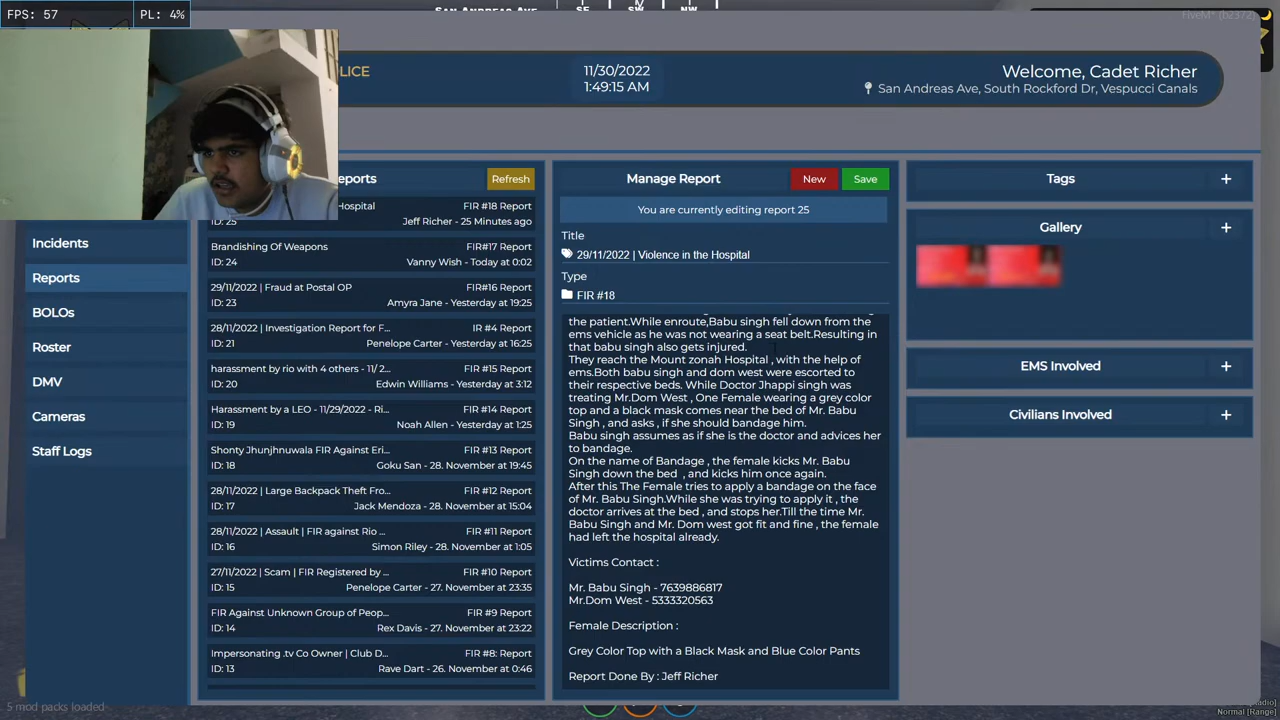 FPS: 57
PL: 4%
SAN ANDREAS AVE
SE
SW
NW
FiveM* (b2372)
LICE
11/30/2022
1:49:15 AM
Welcome, Cadet Richer
San Andreas Ave, South Rockford Dr, Vespucci Canals
Incidents
Reports
BOLOs
Roster
DMV
Cameras
Staff Logs
eports
Refresh
Hospital
FIR #18 Report
ID: 25
Jeff Richer - 25 Minutes ago
Brandishing Of Weapons
FIR#17 Report
ID: 24
Vanny Wish - Today at 0:02
29/11/2022 | Fraud at Postal OP
FIR#16 Report
ID: 23
Amyra Jane - Yesterday at 19:25
28/11/2022 | Investigation Report for F...
FIR #4 Report
ID: 21
Penelope Carter - Yesterday at 16:25
harassment by rio with 4 others - 11/ 2...
FIR #15 Report
ID: 20
Edwin Williams - Yesterday at 3:12
Harassment by a LEO - 11/29/2022 - Ri...
FIR #14 Report
ID: 19
Noah Allen - Yesterday at 1:25
Shonty Jhunjhnuwala FIR Against Eri...
FIR #13 Report
ID: 18
Goku San - 28. November at 19:45
28/11/2022 | Large Backpack Theft Fro...
FIR #12 Report
ID: 17
Jack Mendoza - 28. November at 15:04
28/11/2022 | Assault | FIR against Rio ...
FIR #11 Report
ID: 16
Simon Riley - 28. November at 1:05
27/11/2022 | Scam | FIR Registered by ...
FIR #10 Report
ID: 15
Penelope Carter - 27. November at 23:35
FIR Against Unknown Group of Peop...
FIR #9 Report
ID: 14
Rex Davis - 27. November at 23:22
Impersonating .tv Co Owner | Club D...
FIR #8: Report
ID: 13
Rave Dart - 26. November at 0:46
Manage Report
New
Save
You are currently editing report 25
Title
29/11/2022 | Violence in the Hospital
Type
FIR #18
the patient.While enroute,Babu singh fell down from the
ems vehicle as he was not wearing a seat belt.Resulting in
that babu singh also gets injured.
They reach the Mount zonah Hospital , with the help of
ems.Both babu singh and dom west were escorted to
their respective beds. While Doctor Jhappi singh was
treating Mr.Dom West , One Female wearing a grey color
top and a black mask comes near the bed of Mr. Babu
Singh , and asks , if she should bandage him.
Babu singh assumes as if she is the doctor and advices her
to bandage.
On the name of Bandage , the female kicks Mr. Babu
Singh down the bed , and kicks him once again.
After this The Female tries to apply a bandage on the face
of Mr. Babu Singh.While she was trying to apply it , the
doctor arrives at the bed , and stops her.Till the time Mr.
Babu Singh and Mr. Dom west got fit and fine , the female
had left the hospital already.
Victims Contact :
Mr. Babu Singh - 7639886817
Mr.Dom West - 5333320563
Female Description :
Grey Color Top with a Black Mask and Blue Color Pants
Report Done By : Jeff Richer
Tags
Gallery
EMS Involved
Civilians Involved
5 mod packs loaded
[Radio]
Normal [Range]